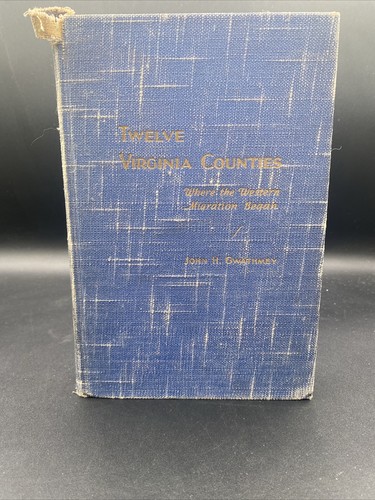 TWELVE
VIRGINIA COUNTIES
Where the Western
Migration Began
JOHN H. GWATHMEY